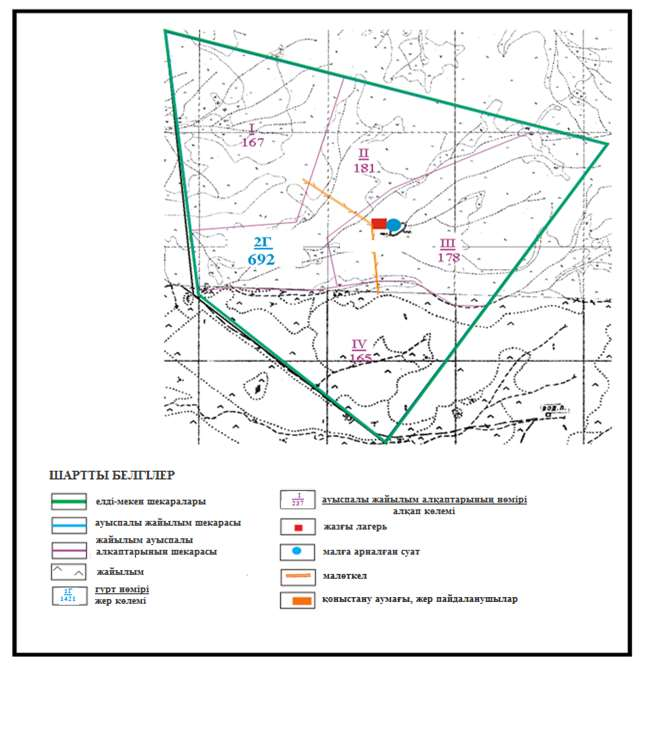 I
167
II
181
2Г
692
III
178
IV
165
ШАРТТЫ БЕЛГІЛЕР
елді-мекен шекаралары
ауыспалы жайылым шекарасы
жайылым ауыспалы
алқаптарының шекарасы
жайылым
2Г
1421
гурт нөмірі
жер көлемі
I
237
ауыспалы жайылым алқаптарының нөмірі
алқап көлемі
жазғы лагерь
малға арналған суат
малөткел
қоныстану аумағы, жер пайдаланушылар